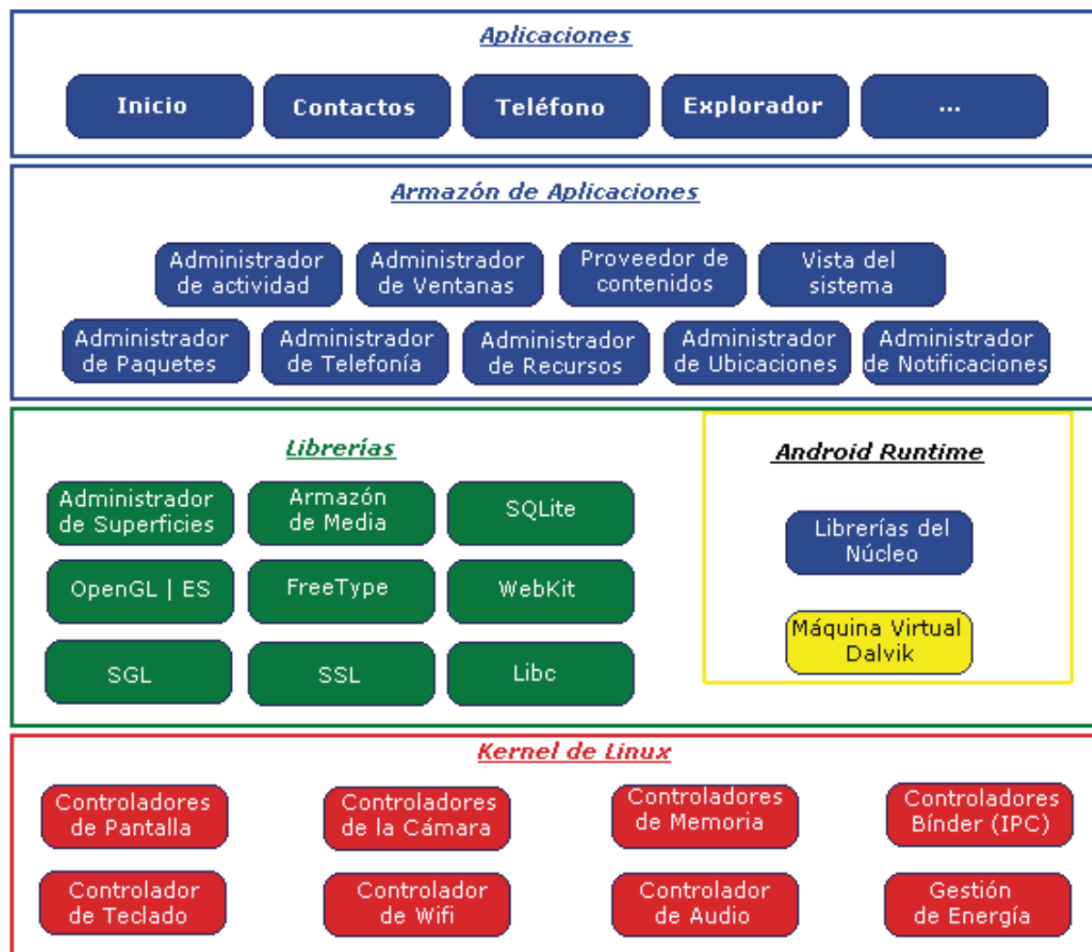 Aplicaciones
Inicio
Contactos
Teléfono
Explorador
...
Armazón de Aplicaciones
Administrador
de actividad
Administrador
de Ventanas
Proveedor de
contenidos
Vista del
sistema
Administrador
de Paquetes
Administrador
de Telefonía
Administrador
de Recursos
Administrador
de Ubicaciones
Administrador
de Notificaciones
Librerías
Administrador
de Superficies
Armazón
de Media
SQLite
OpenGL | ES
FreeType
WebKit
SGL
SSL
Libc
Android Runtime
Librerías del
Núcleo
Máquina Virtual
Dalvik
Kernel de Linux
Controladores
de Pantalla
Controladores
de la Cámara
Controladores
de Memoria
Controladores
Bínder (IPC)
Controlador
de Teclado
Controlador
de Wifi
Controlador
de Audio
Gestión
de Energía